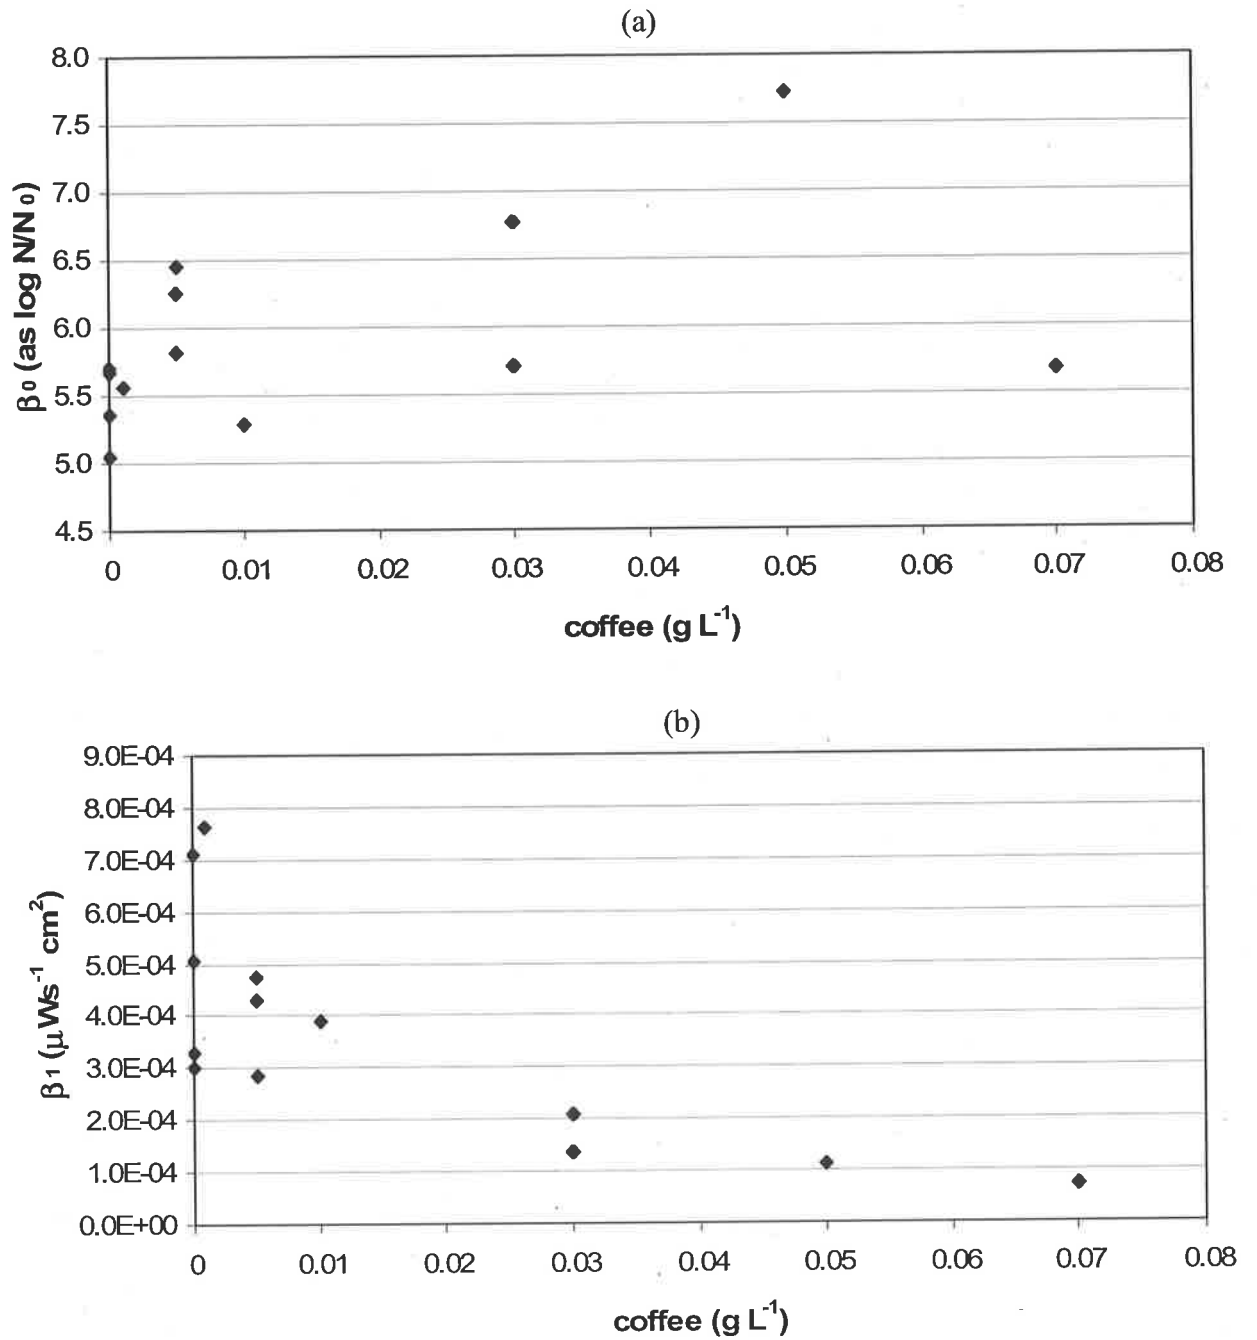 (a)
8.0
7.5
7.0
6.5
6.0
5.5
5.0
4.5
β0 (as log N/N0)
0 0.01 0.02 0.03 0.04 0.05 0.06 0.07 0.08
coffee (g L-1)
(b)
9.0E-04
8.0E-04
7.0E-04
6.0E-04
5.0E-04
4.0E-04
3.0E-04
2.0E-04
1.0E-04
0.0E+00
β1 (μWs-1 cm2)
0 0.01 0.02 0.03 0.04 0.05 0.06 0.07 0.08
coffee (g L-1)